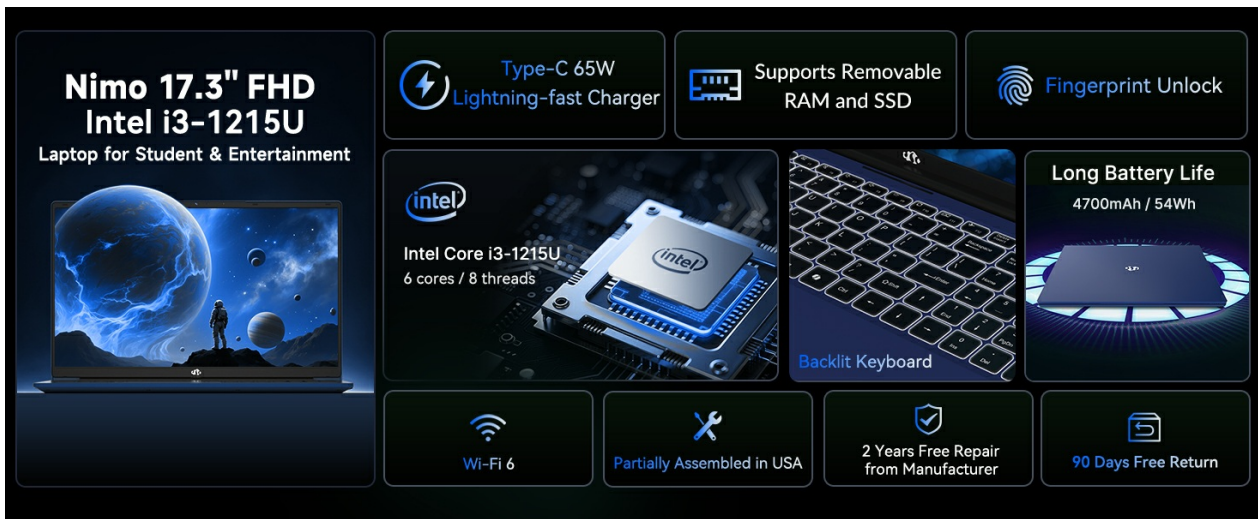 Nimo 17.3" FHD
Intel i3-1215U
Laptop for Student & Entertainment
Type-C 65W
Lightning-fast Charger
Supports Removable
RAM and SSD
Fingerprint Unlock
intel
Intel Core i3-1215U
6 cores / 8 threads
intel
Backlit Keyboard
Long Battery Life
4700mAh / 54Wh
Wi-Fi 6
Partially Assembled in USA
2 Years Free Repair
from Manufacturer
90 Days Free Return